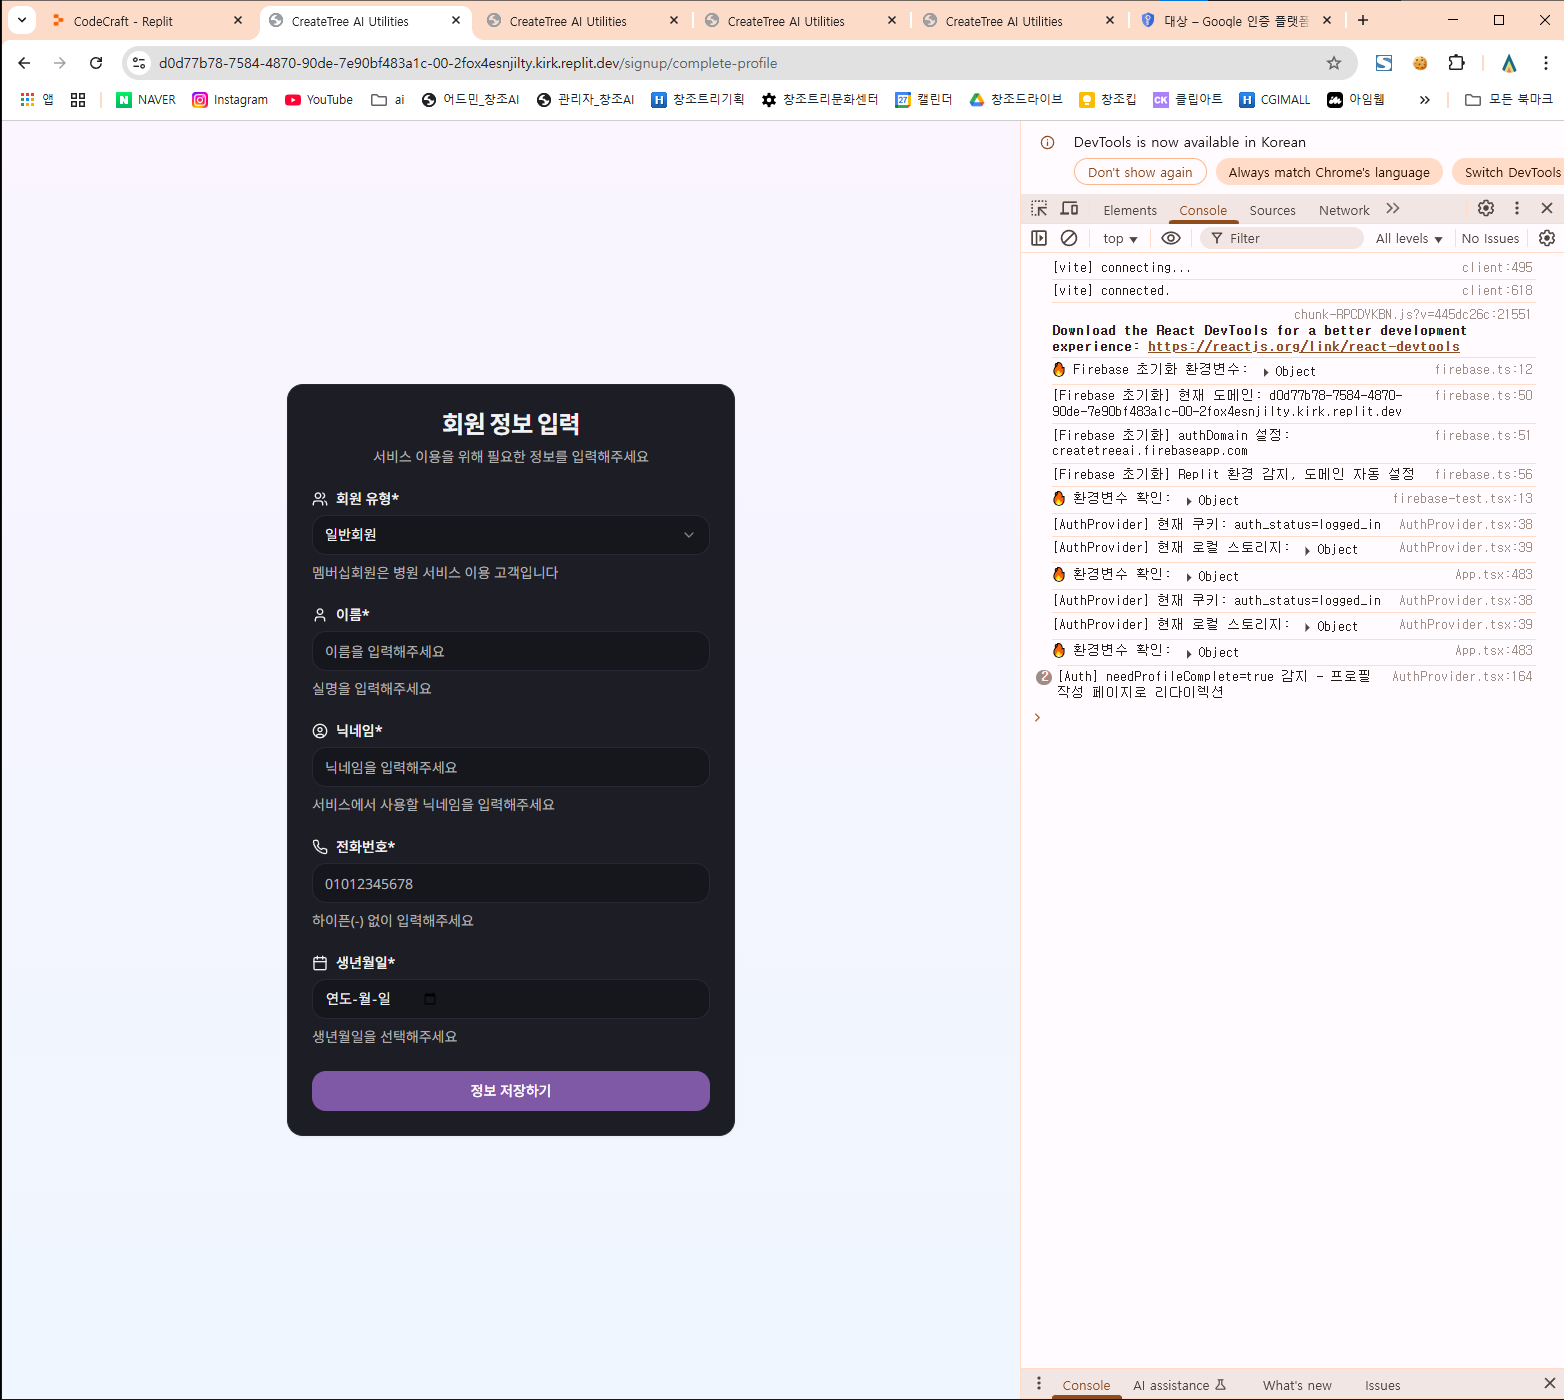 CodeCraft - Replit
CreateTree AI Utilities
CreateTree AI Utilities
CreateTree AI Utilities
CreateTree AI Utilities
대상 – Google 인증 플랫폼
d0d77b78-7584-4870-90de-7e90bf483a1c-00-2fox4esnjilty.kirk.replit.dev/signup/complete-profile
앱
NAVER
Instagram
YouTube
ai
어드민_창조AI
관리자_창조AI
창조트리기획
창조트리문화센터
캘린더
창조드라이브
창조킵
클립아트
CGIMALL
아임웹
모든 북마크
회원 정보 입력
서비스 이용을 위해 필요한 정보를 입력해주세요
회원 유형*
일반회원
멤버십회원은 병원 서비스 이용 고객입니다
이름*
이름을 입력해주세요
실명을 입력해주세요
닉네임*
닉네임을 입력해주세요
서비스에서 사용할 닉네임을 입력해주세요
전화번호*
01012345678
하이픈(-) 없이 입력해주세요
생년월일*
연도-월-일
생년월일을 선택해주세요
정보 저장하기
DevTools is now available in Korean
Don't show again
Always match Chrome's language
Switch DevTools
Elements
Console
Sources
Network
top
Filter
All levels
No Issues
[vite] connecting... client:495
[vite] connected. client:618
chunk-RPCDYKBN.js?v=445dc26c:21551
Download the React DevTools for a better development
experience: https://reactjs.org/link/react-devtools
🔥 Firebase 초기화 환경변수: Object firebase.ts:12
[Firebase 초기화] 현재 도메인: d0d77b78-7584-4870- firebase.ts:50
90de-7e90bf483a1c-00-2fox4esnjilty.kirk.replit.dev
[Firebase 초기화] authDomain 설정: firebase.ts:51
createtreeai.firebaseapp.com
[Firebase 초기화] Replit 환경 감지, 도메인 자동 설정 firebase.ts:56
🔥 환경변수 확인: Object firebase-test.tsx:13
[AuthProvider] 현재 쿠키: auth_status=logged_in AuthProvider.tsx:38
[AuthProvider] 현재 로컬 스토리지: Object AuthProvider.tsx:39
🔥 환경변수 확인: Object App.tsx:483
[AuthProvider] 현재 쿠키: auth_status=logged_in AuthProvider.tsx:38
[AuthProvider] 현재 로컬 스토리지: Object AuthProvider.tsx:39
🔥 환경변수 확인: Object App.tsx:483
2 [Auth] needProfileComplete=true 감지 - 프로필 AuthProvider.tsx:164
작성 페이지로 리다이렉션
Console
AI assistance
What's new
Issues